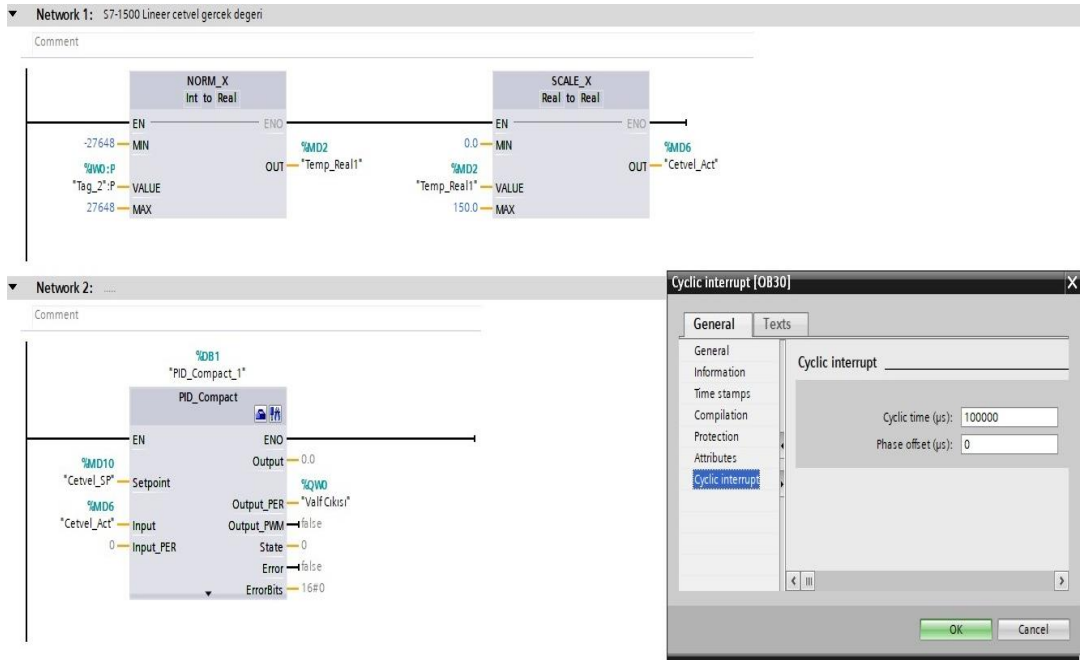 Network 1: S7-1500 Lineer cetvel gercek degeri
Comment
NORM_X
Int to Real
EN ENO
-27648 MIN
%IW0:P
"Tag_2":P VALUE
27648 MAX
%MD2
OUT "Temp_Real1"
SCALE_X
Real to Real
EN ENO
0.0 MIN
%MD2
"Temp_Real1" VALUE
150.0 MAX
%MD6
OUT "Cetvel_Act"
Network 2: .....
Comment
%DB1
"PID_Compact_1"
PID_Compact
EN ENO
%MD10
"Cetvel_SP" Setpoint
%MD6
"Cetvel_Act" Input
0 Input_PER
Output 0.0
%QW0
Output_PER "Valf Cıkısı"
Output_PWM false
State 0
Error false
ErrorBits 16#0
Cyclic interrupt [OB30] X
General Texts
General
Information
Time stamps
Compilation
Protection
Attributes
Cyclic interrupt
Cyclic interrupt
Cyclic time (µs): 100000
Phase offset (µs): 0
OK Cancel